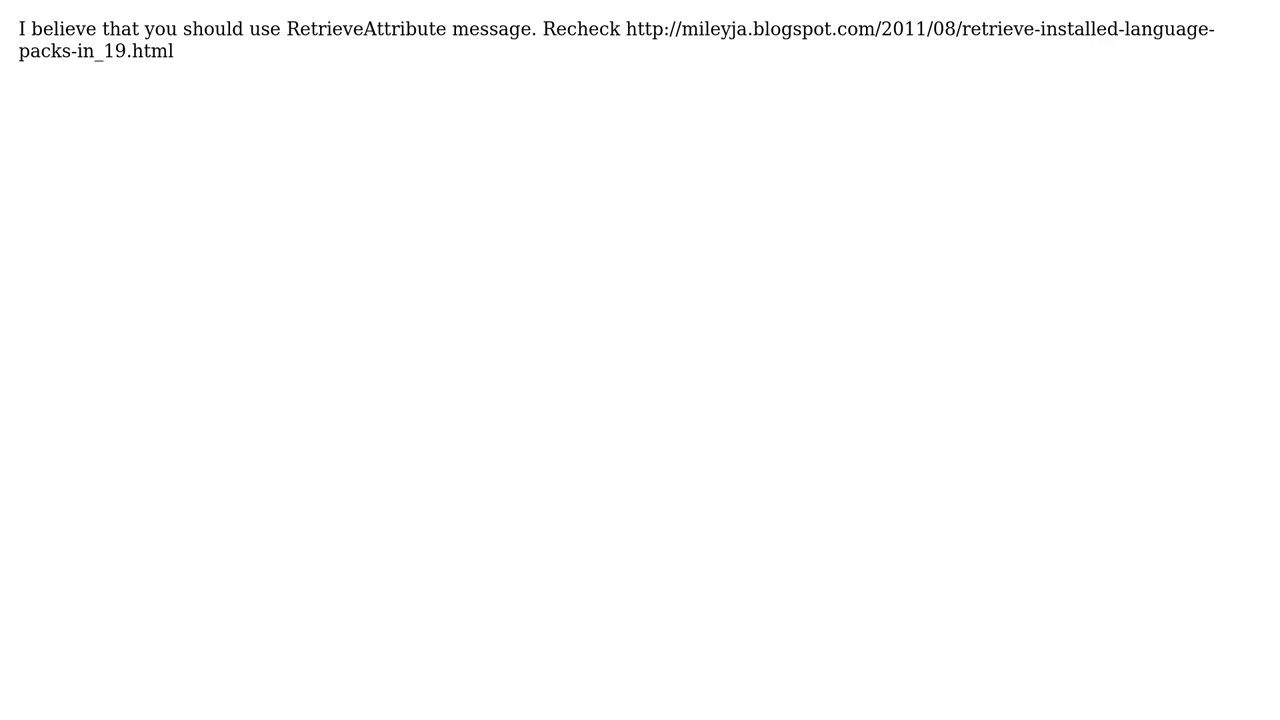 I believe that you should use RetrieveAttribute message. Recheck http://mileyja.blogspot.com/2011/08/retrieve-installed-language-
packs-in_19.html